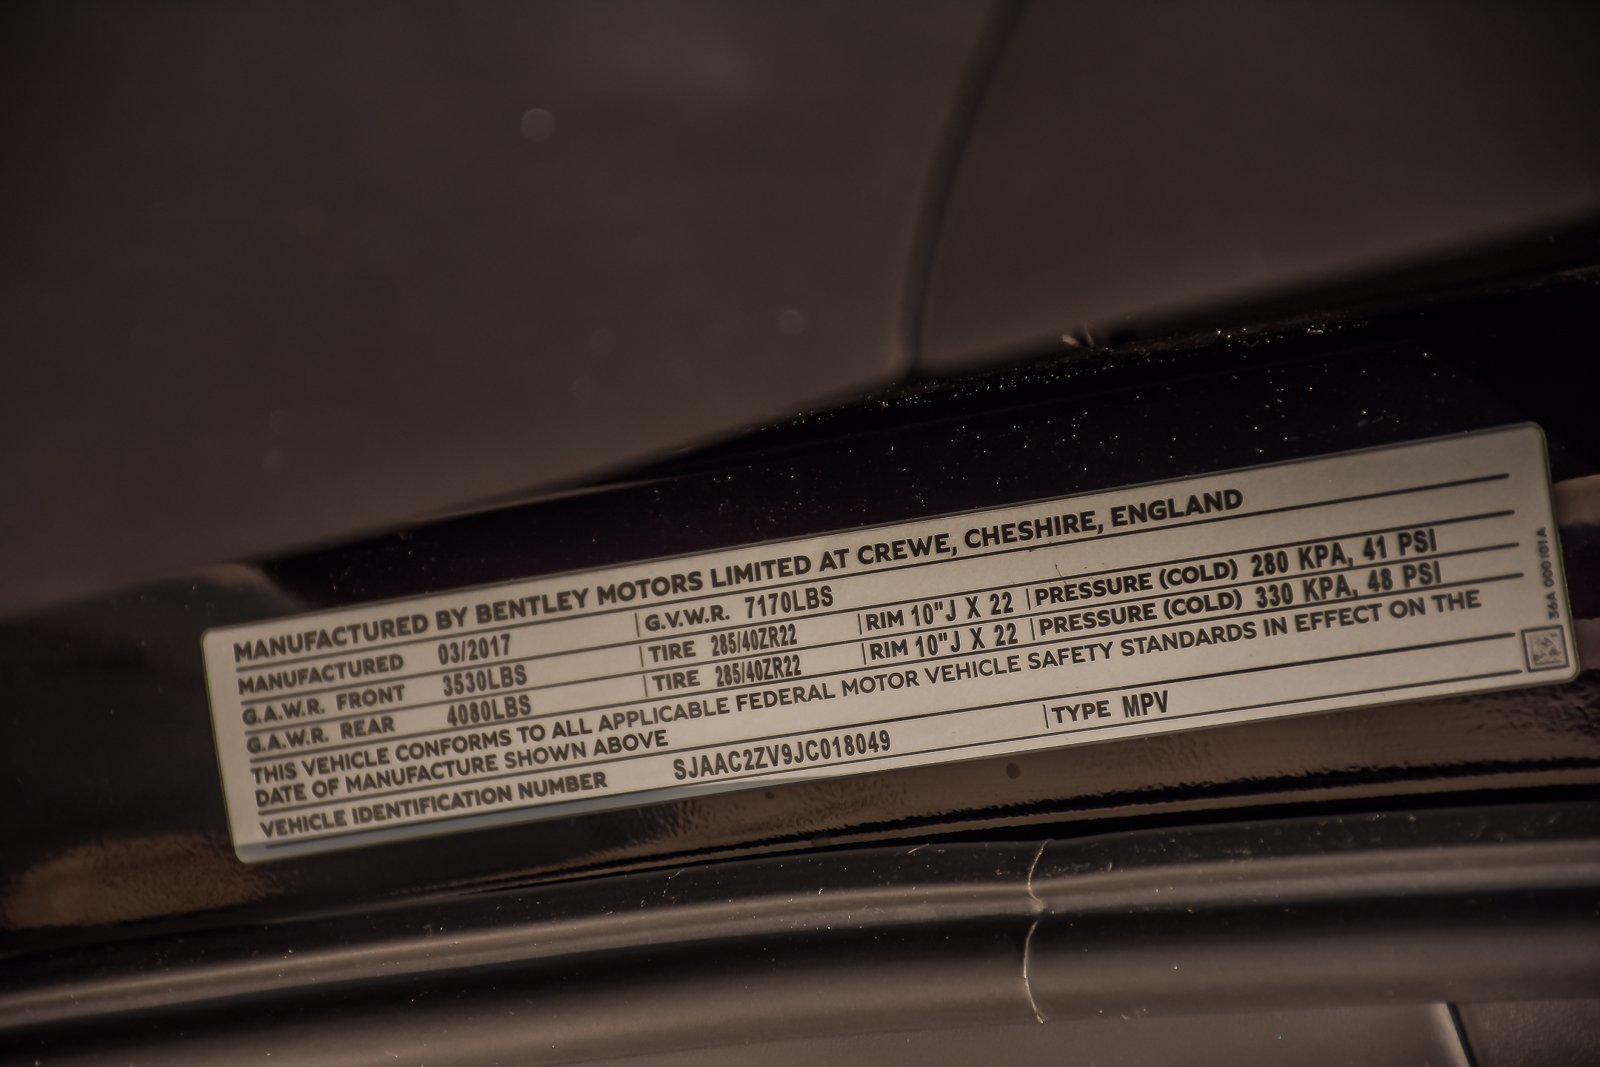 MANUFACTURED BY BENTLEY MOTORS LIMITED AT CREWE, CHESHIRE, ENGLAND
MANUFACTURED 03/2017 G.V.W.R. 7170LBS
G.A.W.R. FRONT 3530LBS TIRE 285/40ZR22 RIM 10"J X 22 PRESSURE (COLD) 280 KPA, 41 PSI
G.A.W.R. REAR 4080LBS TIRE 285/40ZR22 RIM 10"J X 22 PRESSURE (COLD) 330 KPA, 48 PSI
THIS VEHICLE CONFORMS TO ALL APPLICABLE FEDERAL MOTOR VEHICLE SAFETY STANDARDS IN EFFECT ON THE
DATE OF MANUFACTURE SHOWN ABOVE
VEHICLE IDENTIFICATION NUMBER SJAAC2ZV9JC018049 TYPE MPV
36A 000101A